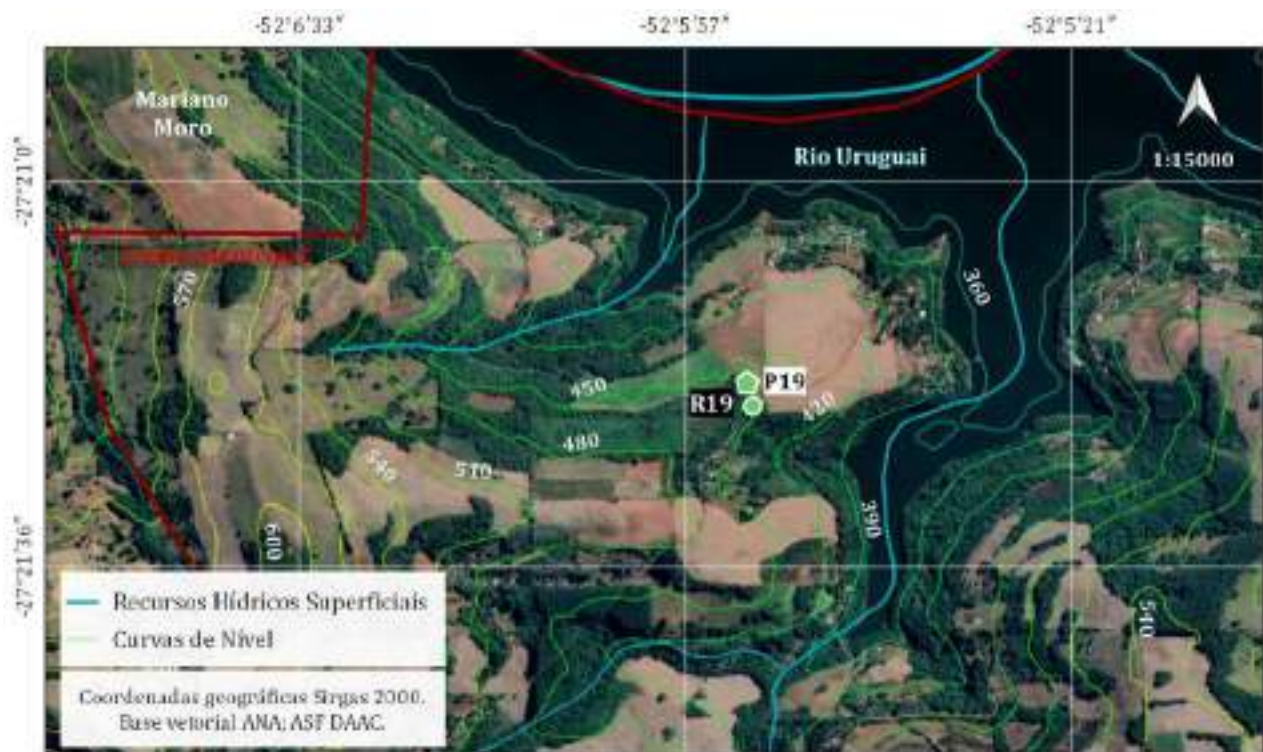 -52°6'33"
-52°5'57"
-52°5'21"
Mariano
Moro
Rio Uruguai
1:15000
-27°21'0"
570
360
450
P19
R19
420
480
540
510
600
390
-27°21'36"
540
Recursos Hídricos Superficiais
Curvas de Nível
Coordenadas geográficas Sirgas 2000.
Base vetorial ANA; ASF DAAC.